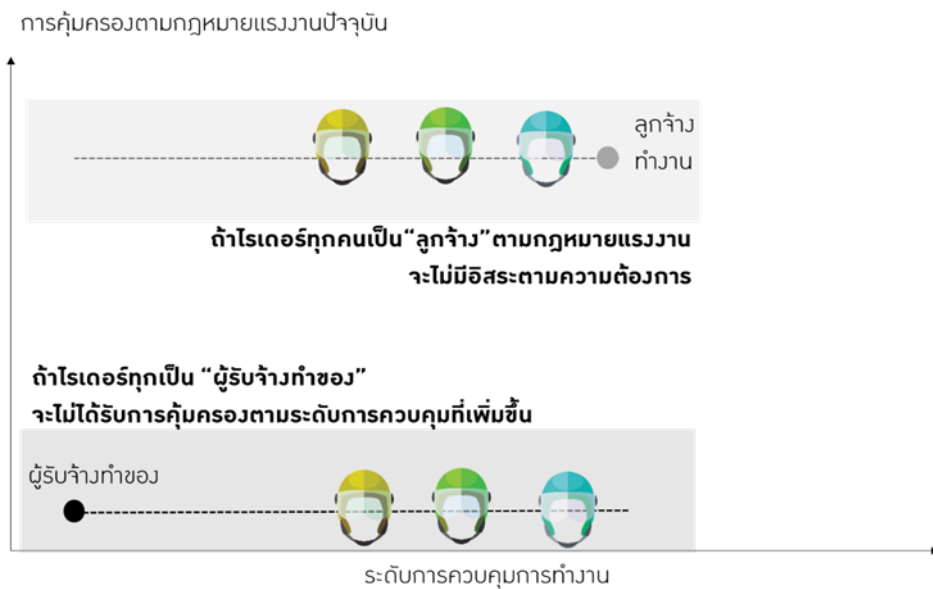 การคุ้มครองตามกฎหมายแรงงานปัจจุบัน
ลูกจ้าง
ทำงาน
ถ้าไรเดอร์ทุกคนเป็น“ลูกจ้าง”ตามกฎหมายแรงงาน
จะไม่มีอิสระตามความต้องการ
ถ้าไรเดอร์ทุกเป็น “ผู้รับจ้างทำของ”
จะไม่ได้รับการคุ้มครองตามระดับการควบคุมที่เพิ่มขึ้น
ผู้รับจ้างทำของ
ระดับการควบคุมการทำงาน